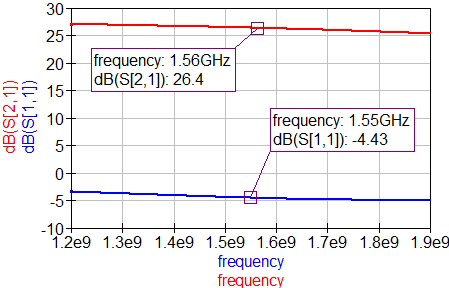 30
25
20
15
10
5
0
-5
-10
dB(S[2,1])
dB(S[1,1])
frequency: 1.56GHz
dB(S[2,1]): 26.4
frequency: 1.55GHz
dB(S[1,1]): -4.43
1.2e9 1.3e9 1.4e9 1.5e9 1.6e9 1.7e9 1.8e9 1.9e9
frequency
frequency